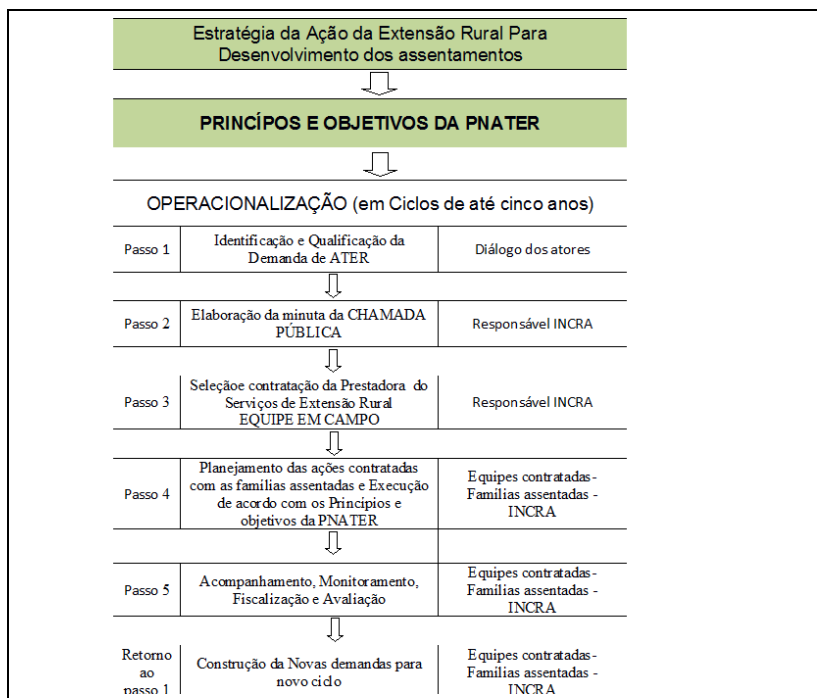 Estratégia da Ação da Extensão Rural Para
Desenvolvimento dos assentamentos
PRINCÍPOS E OBJETIVOS DA PNATER
OPERACIONALIZAÇÃO (em Ciclos de até cinco anos)
Passo 1
Identificação e Qualificação da
Demanda de ATER
Diálogo dos atores
Passo 2
Elaboração da minuta da CHAMADA
PÚBLICA
Responsável INCRA
Passo 3
Seleçãoe contratação da Prestadora do
Serviços de Extensão Rural
EQUIPE EM CAMPO
Responsável INCRA
Passo 4
Planejamento das ações contratadas
com as familias assentadas e Execução
de acordo com os Princípios e
objetivos da PNATER
Equipes contratadas-
Famílias assentadas -
INCRA
Passo 5
Acompanhamento, Monitoramento,
Fiscalização e Avaliação
Equipes contratadas-
Famílias assentadas -
INCRA
Retorno
ao
passo 1
Construção da Novas demandas para
novo ciclo
Equipes contratadas-
Famílias assentadas -
INCRA